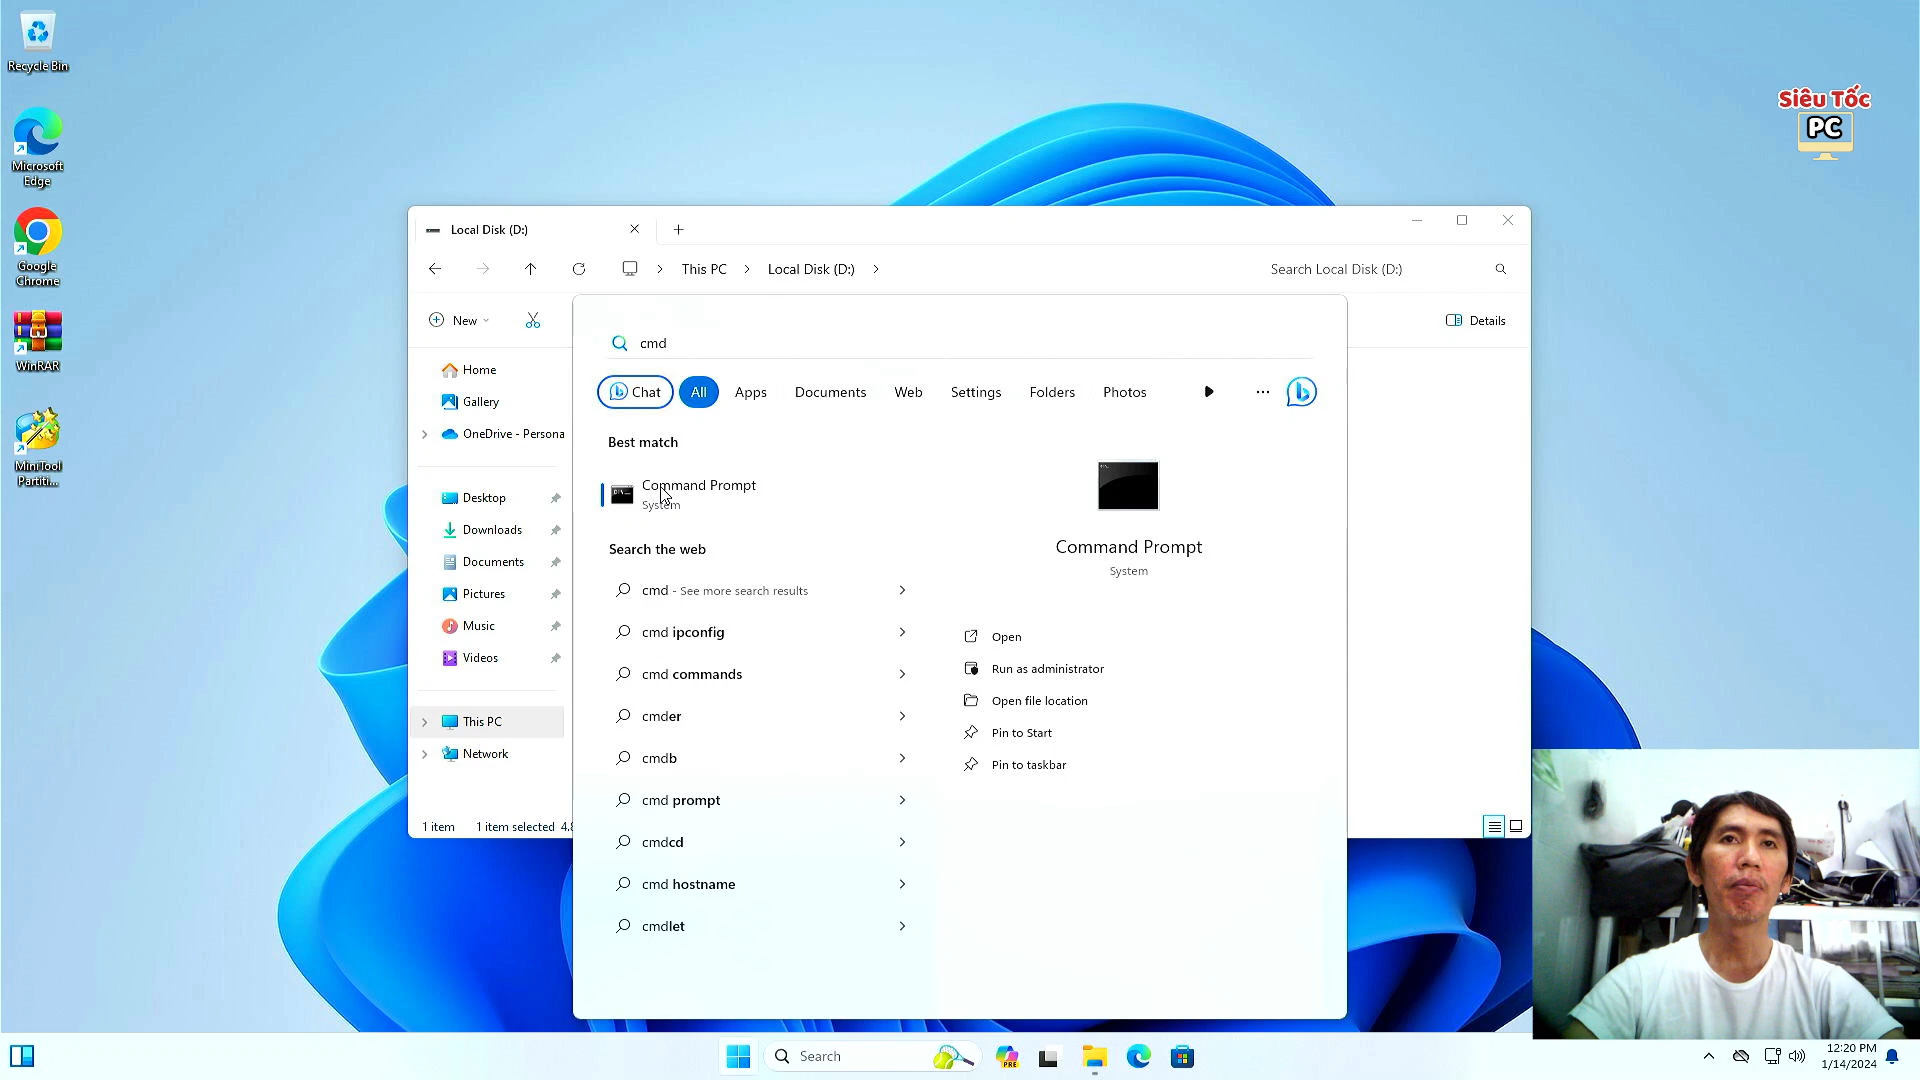 Recycle Bin
Microsoft
Edge
Google
Chrome
WinRAR
MiniTool
Partiti...
Siêu Tốc
PC
Local Disk (D:)
This PC
Local Disk (D:)
Search Local Disk (D:)
New
Details
Home
Gallery
OneDrive - Persona
Desktop
Downloads
Documents
Pictures
Music
Videos
This PC
Network
1 item
1 item selected 4.8
cmd
Chat
All
Apps
Documents
Web
Settings
Folders
Photos
Best match
Command Prompt
System
Search the web
cmd - See more search results
cmd ipconfig
cmd commands
cmder
cmdb
cmd prompt
cmdcd
cmd hostname
cmdlet
Command Prompt
System
Open
Run as administrator
Open file location
Pin to Start
Pin to taskbar
Search
PRE
12:20 PM
1/14/2024